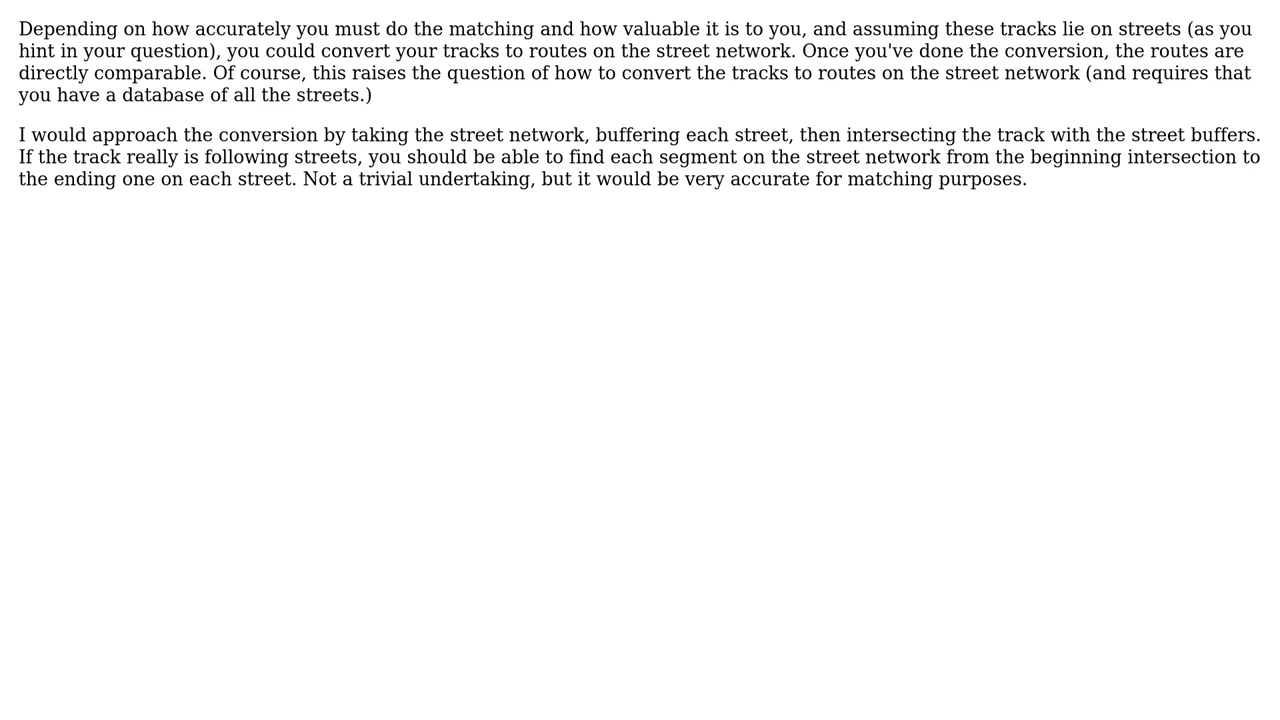 Depending on how accurately you must do the matching and how valuable it is to you, and assuming these tracks lie on streets (as you
hint in your question), you could convert your tracks to routes on the street network. Once you've done the conversion, the routes are
directly comparable. Of course, this raises the question of how to convert the tracks to routes on the street network (and requires that
you have a database of all the streets.)
I would approach the conversion by taking the street network, buffering each street, then intersecting the track with the street buffers.
If the track really is following streets, you should be able to find each segment on the street network from the beginning intersection to
the ending one on each street. Not a trivial undertaking, but it would be very accurate for matching purposes.